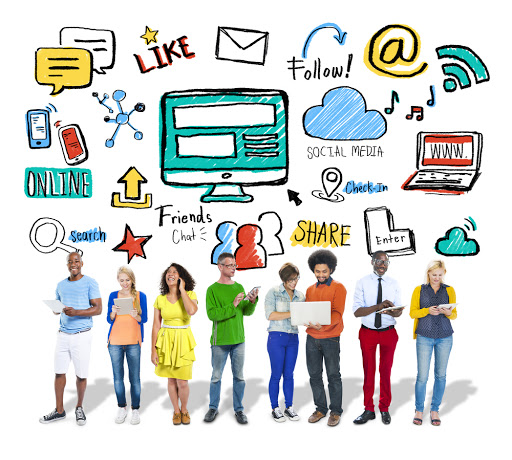 LIKE
Follow!
@
SOCIAL MEDIA
WWW.
ONLINE
Check-in
Friends
Chat
Search
SHARE
Enter